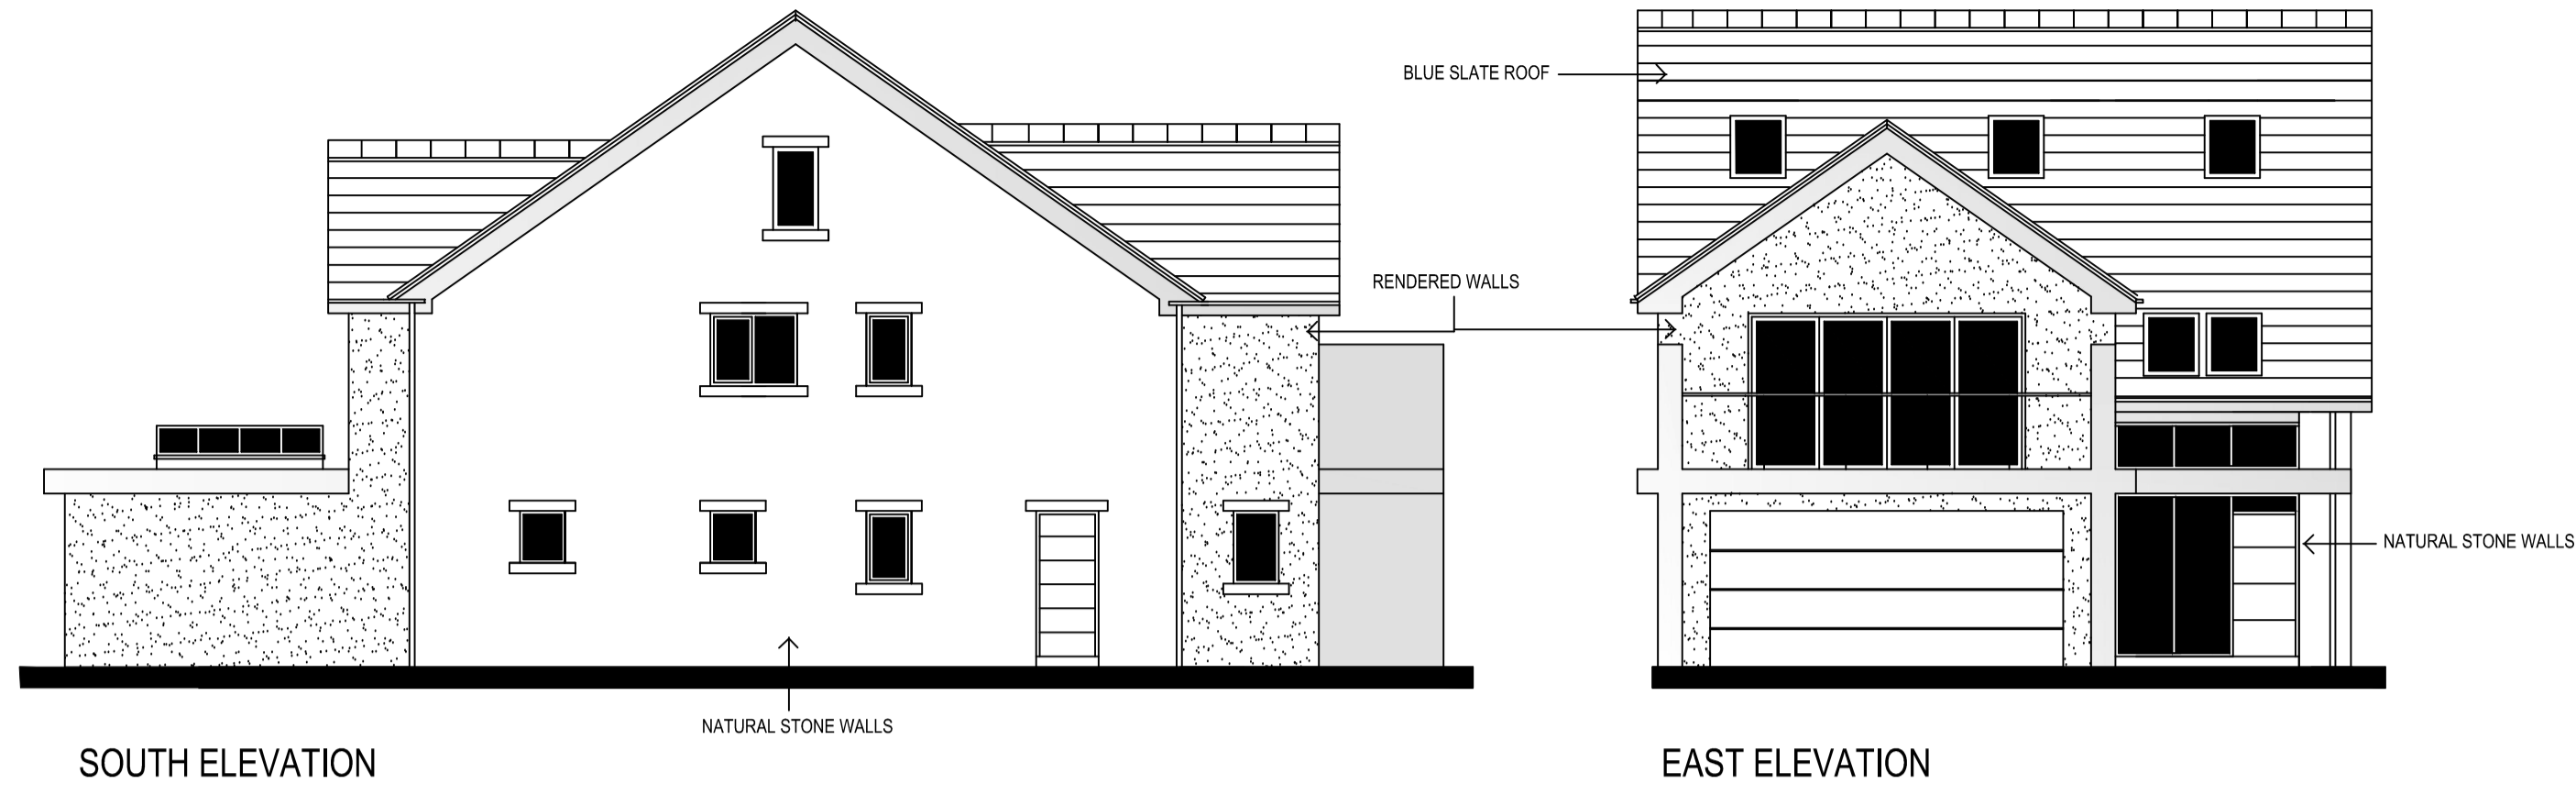 BLUE SLATE ROOF
RENDERED WALLS
NATURAL STONE WALLS
NATURAL STONE WALLS
SOUTH ELEVATION
EAST ELEVATION